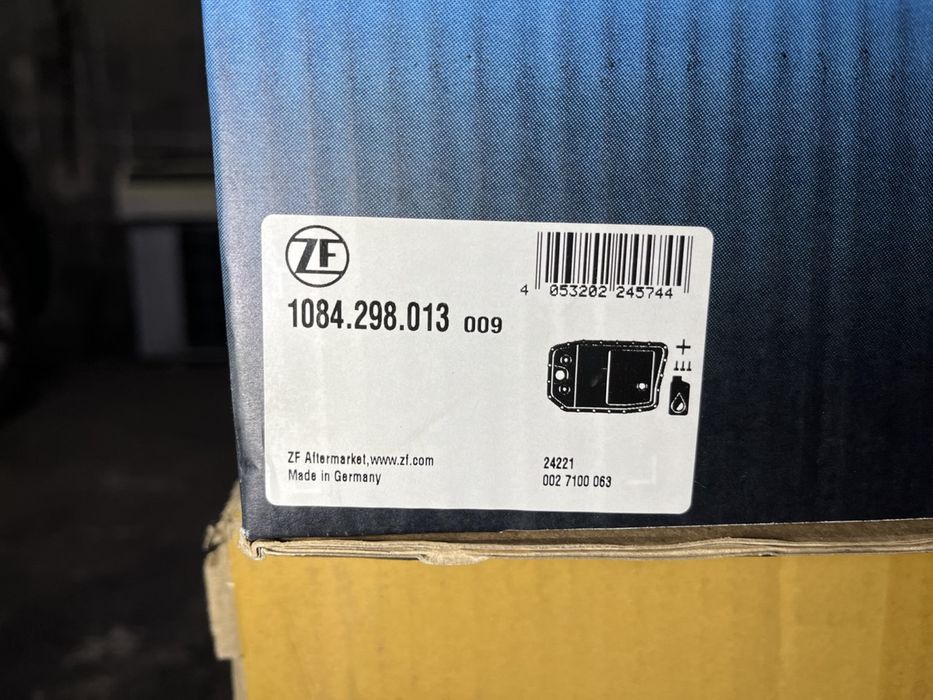 ZF
4 053202 245744
1084.298.013 009
ZF Aftermarket,www.zf.com
Made in Germany
24221
002 7100 063